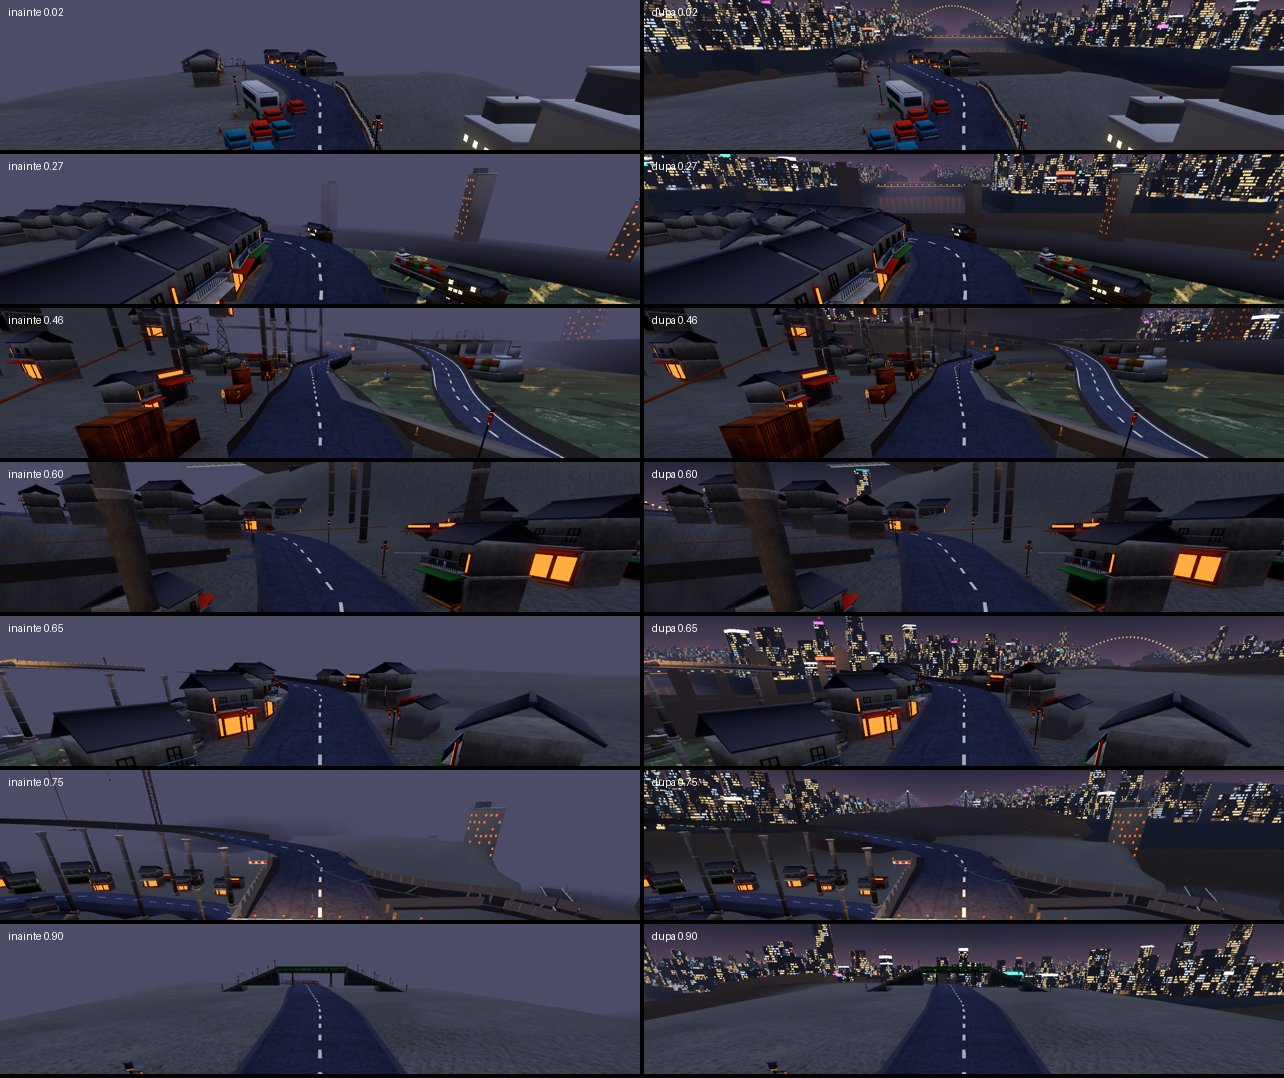 inainte 0.02
dupa 0.02
inainte 0.27
dupa 0.27
inainte 0.46
dupa 0.46
inainte 0.60
dupa 0.60
inainte 0.65
dupa 0.65
inainte 0.75
dupa 0.75
inainte 0.90
dupa 0.90